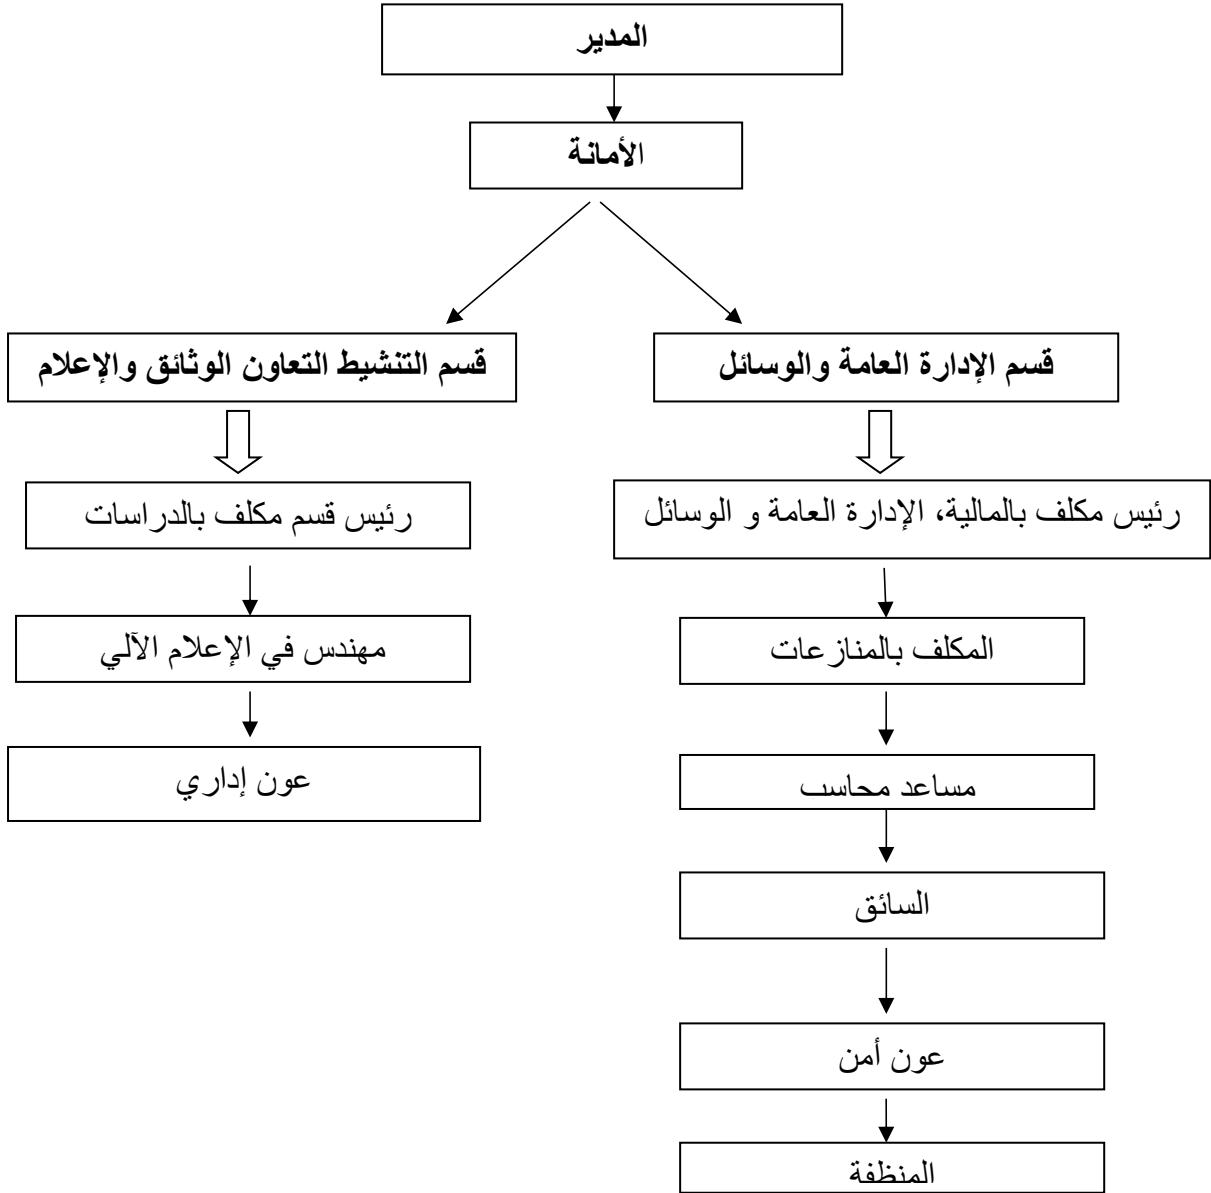 المدير
الأمانة
قسم الإدارة العامة والوسائل
قسم التنشيط التعاون الوثائق والإعلام
رئيس مكلف بالمالية، الإدارة العامة و الوسائل
رئيس قسم مكلف بالدراسات
المكلف بالمنازعات
مهندس في الإعلام الآلي
مساعد محاسب
عون إداري
السائق
عون أمن
المنظفة